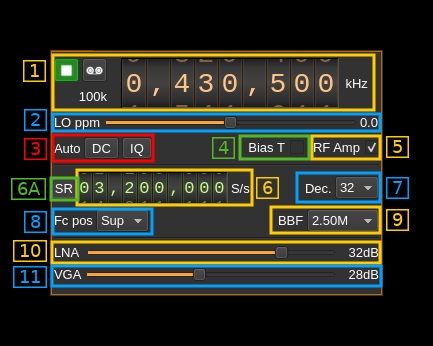 1 0,430,500 kHz
100k
2 LO ppm 0.0
3 Auto DC IQ 4 Bias T RF Amp ✓ 5
6A SR 03,200,000 S/s 6 Dec. 32 7
8 Fc pos Sup BBF 2.50M 9
10 LNA 32dB
11 VGA 28dB